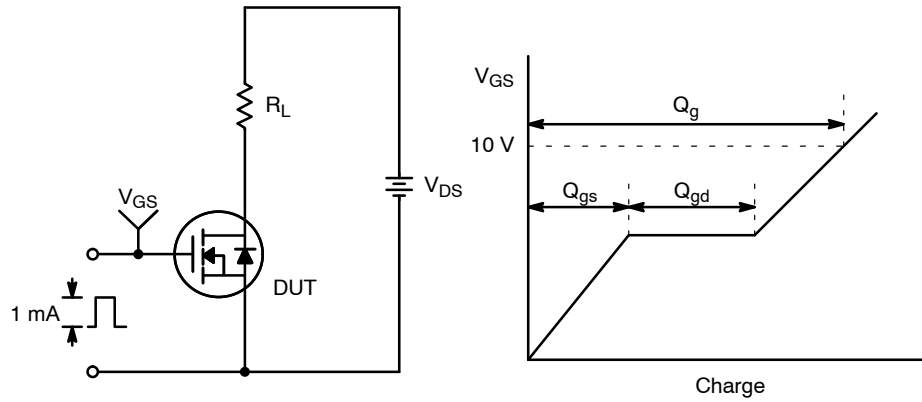 R_L
V_DS
V_GS
DUT
1 mA
V_GS
Q_g
10 V
Q_gs
Q_gd
Charge